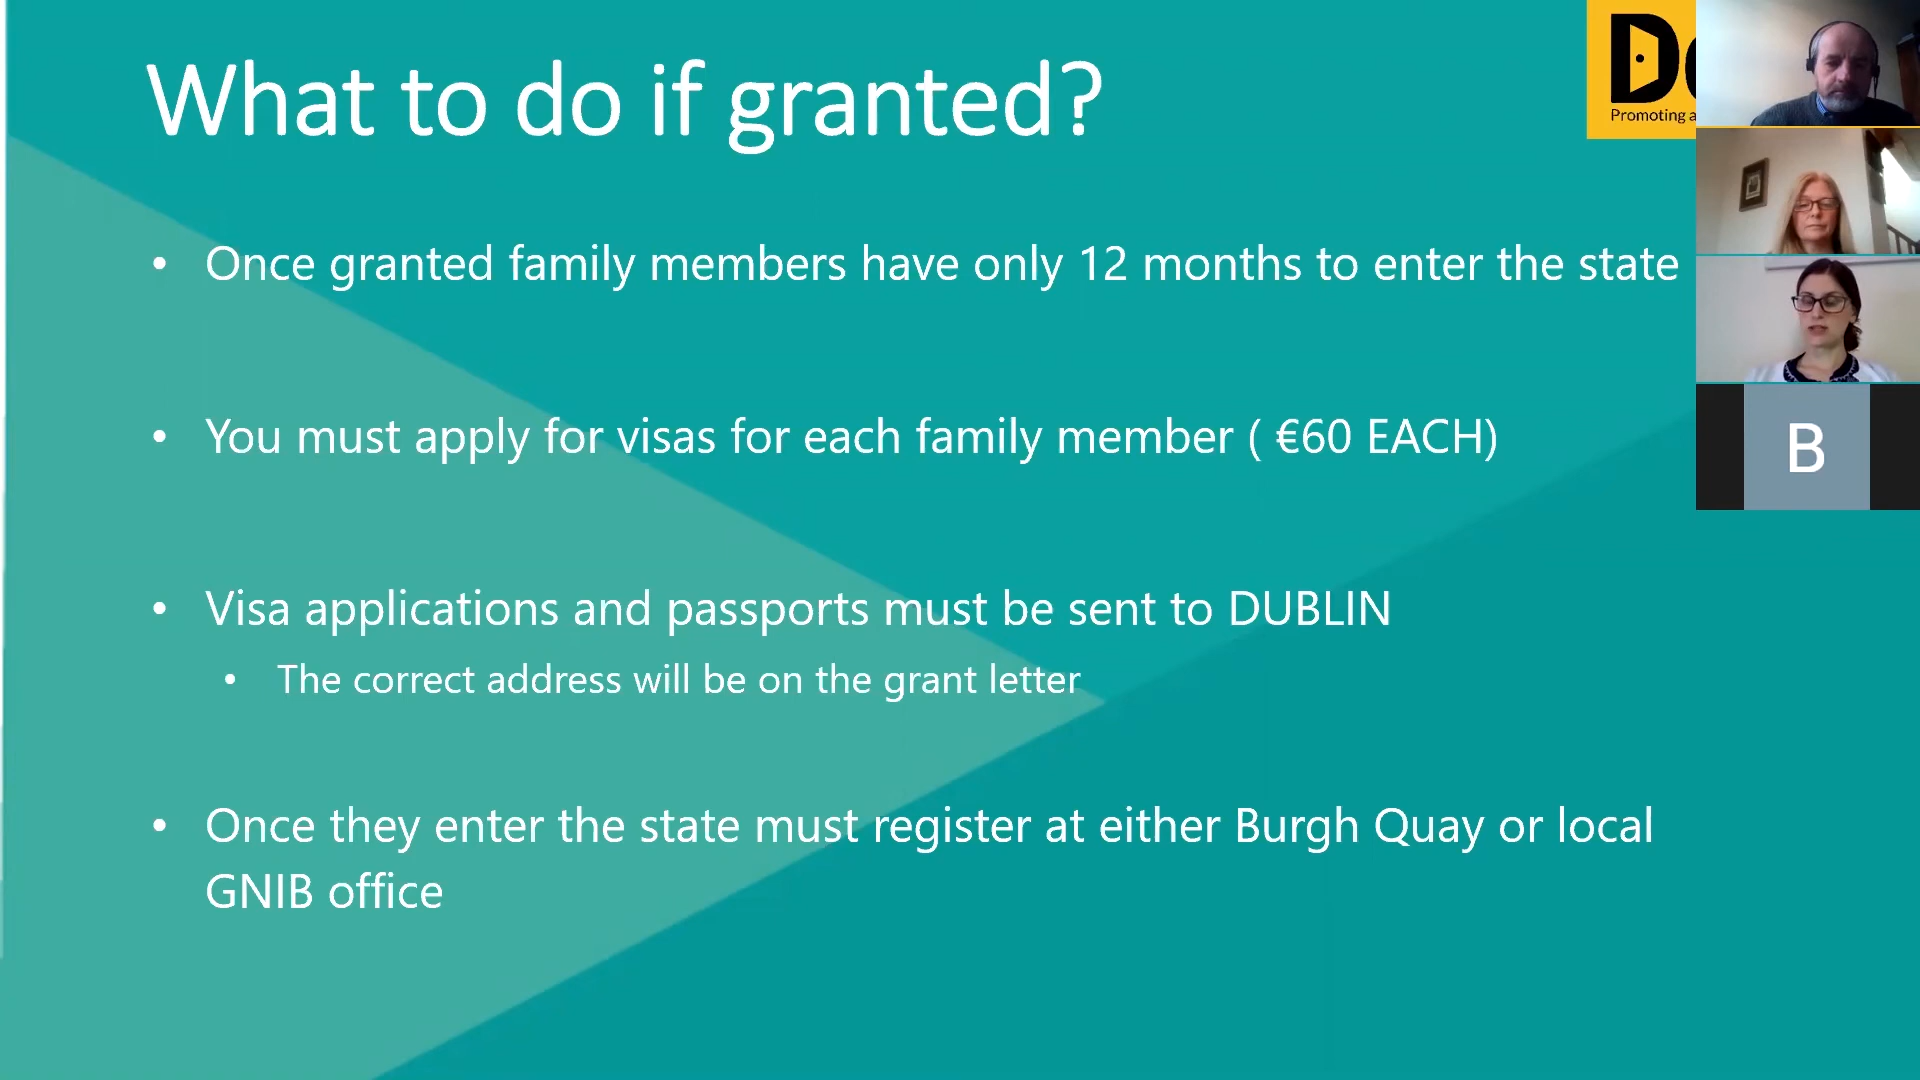 What to do if granted?
Promoting
• Once granted family members have only 12 months to enter the state
• You must apply for visas for each family member ( €60 EACH)
• Visa applications and passports must be sent to DUBLIN
• The correct address will be on the grant letter
• Once they enter the state must register at either Burgh Quay or local
GNIB office
B